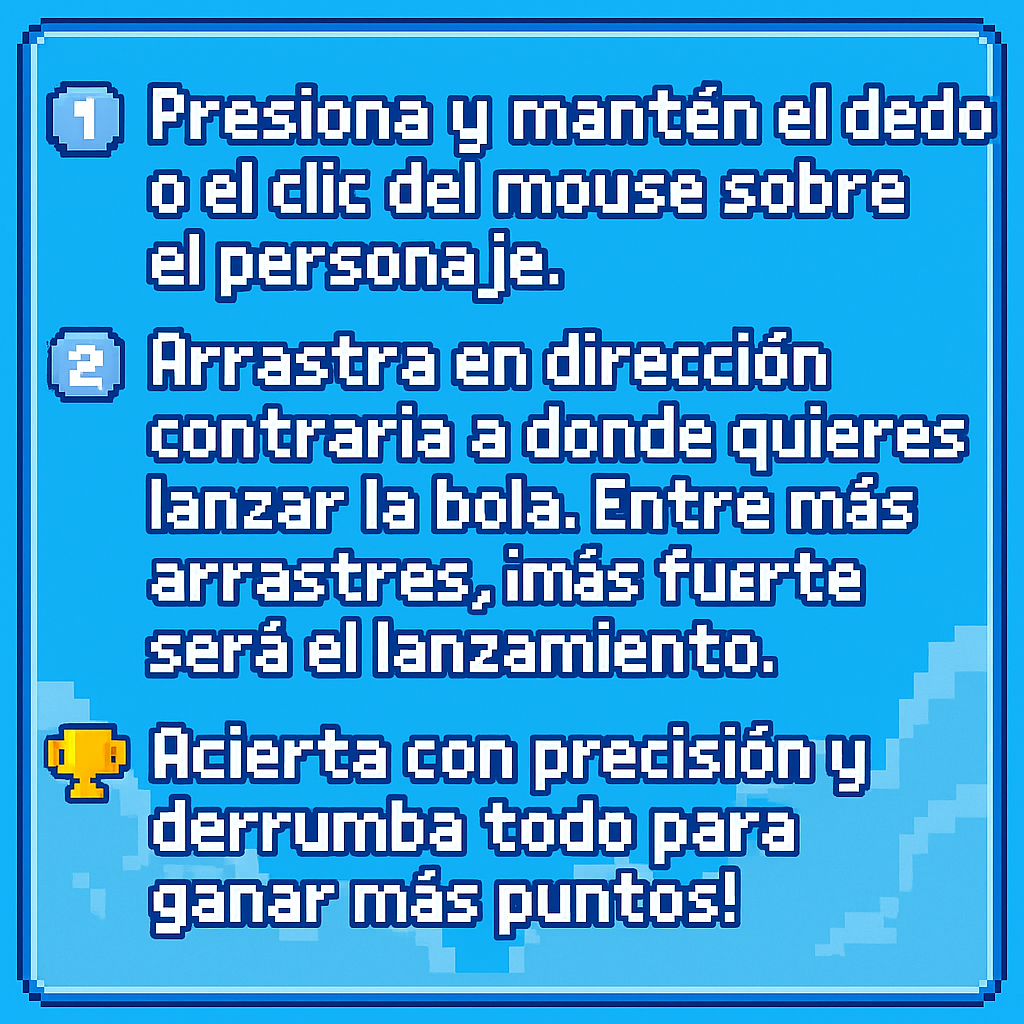 1 Presiona y mantén el dedo
o el clic del mouse sobre
el personaje.
2 Arrastra en dirección
contraria a donde quieres
lanzar la bola. Entre más
arrastres, ¡más fuerte
será el lanzamiento.
Acierta con precisión y
derrumba todo para
ganar más puntos!